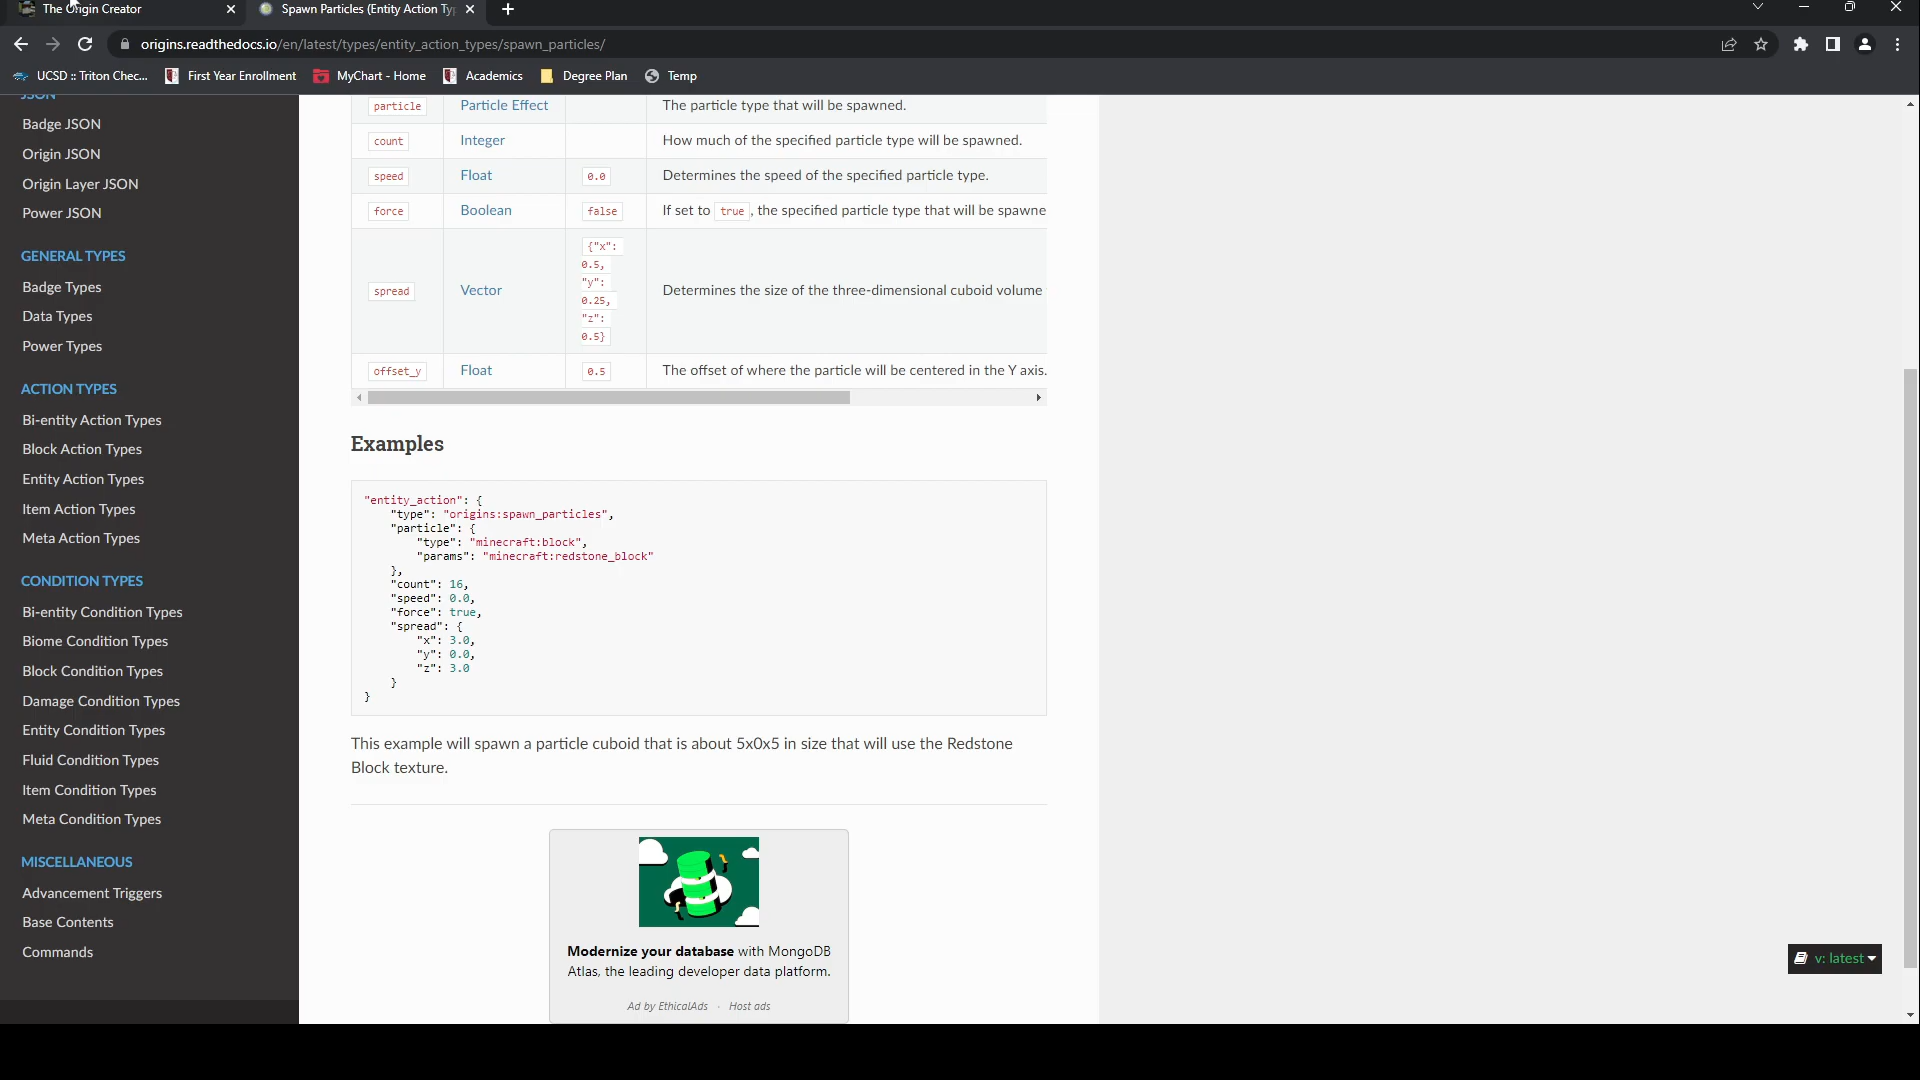 The Origin Creator
Spawn Particles (Entity Action Ty
origins.readthedocs.io/en/latest/types/entity_action_types/spawn_particles/
UCSD :: Triton Chec...
First Year Enrollment
MyChart - Home
Academics
Degree Plan
Temp
JSON
Badge JSON
Origin JSON
Origin Layer JSON
Power JSON
GENERAL TYPES
Badge Types
Data Types
Power Types
ACTION TYPES
Bi-entity Action Types
Block Action Types
Entity Action Types
Item Action Types
Meta Action Types
CONDITION TYPES
Bi-entity Condition Types
Biome Condition Types
Block Condition Types
Damage Condition Types
Entity Condition Types
Fluid Condition Types
Item Condition Types
Meta Condition Types
MISCELLANEOUS
Advancement Triggers
Base Contents
Commands
particle Particle Effect The particle type that will be spawned.
count Integer How much of the specified particle type will be spawned.
speed Float 0.0 Determines the speed of the specified particle type.
force Boolean false If set to true , the specified particle type that will be spawne
spread Vector {"x":
0.5,
"y":
0.25,
"z":
0.5}
Determines the size of the three-dimensional cuboid volume
offset_y Float 0.5 The offset of where the particle will be centered in the Y axis.
Examples
"entity_action": {
"type": "origins:spawn_particles",
"particle": {
"type": "minecraft:block",
"params": "minecraft:redstone_block"
},
"count": 16,
"speed": 0.0,
"force": true,
"spread": {
"x": 3.0,
"y": 0.0,
"z": 3.0
}
}
This example will spawn a particle cuboid that is about 5x0x5 in size that will use the Redstone
Block texture.
Modernize your database with MongoDB
Atlas, the leading developer data platform.
Ad by EthicalAds · Host ads
v: latest